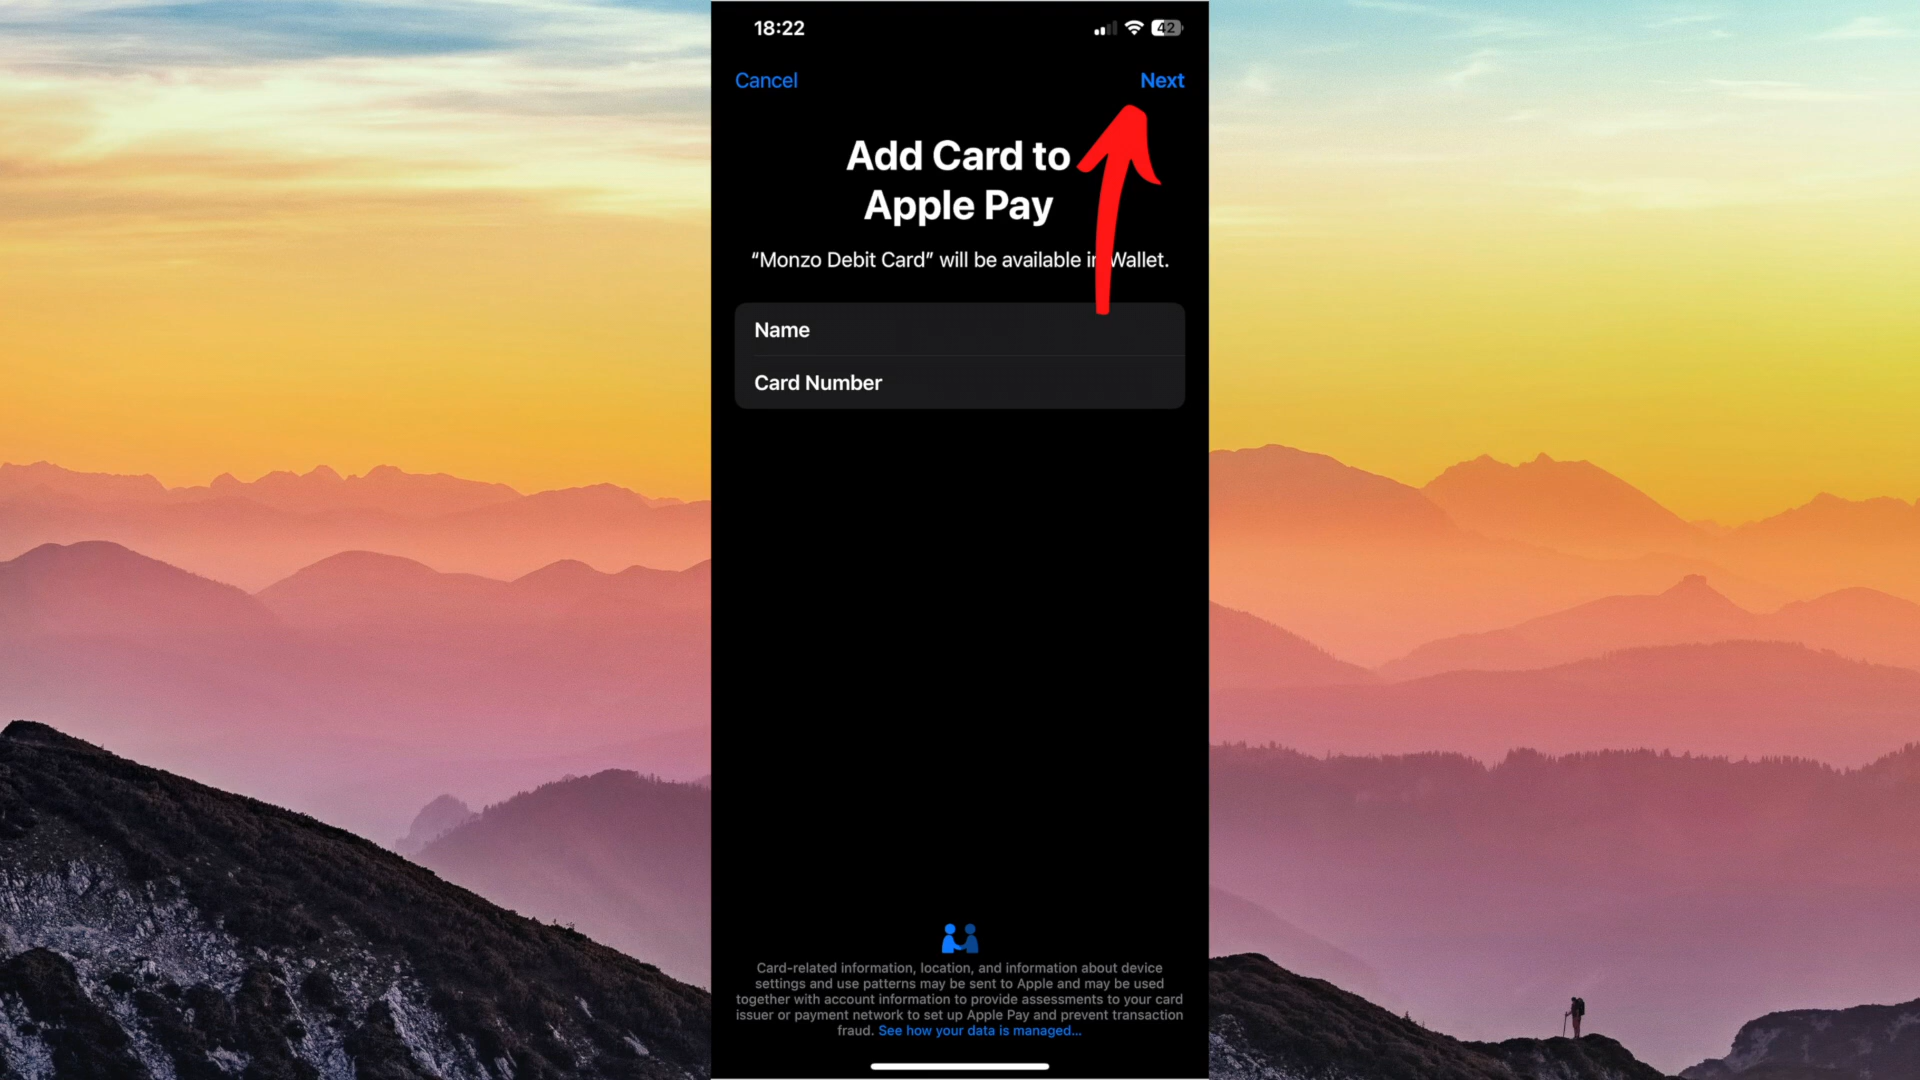 18:22
42
Cancel
Next
Add Card to
Apple Pay
“Monzo Debit Card” will be available in Wallet.
Name
Card Number
Card-related information, location, and information about device
settings and use patterns may be sent to Apple and may be used
together with account information to provide assessments to your card
issuer or payment network to set up Apple Pay and prevent transaction
fraud. See how your data is managed...